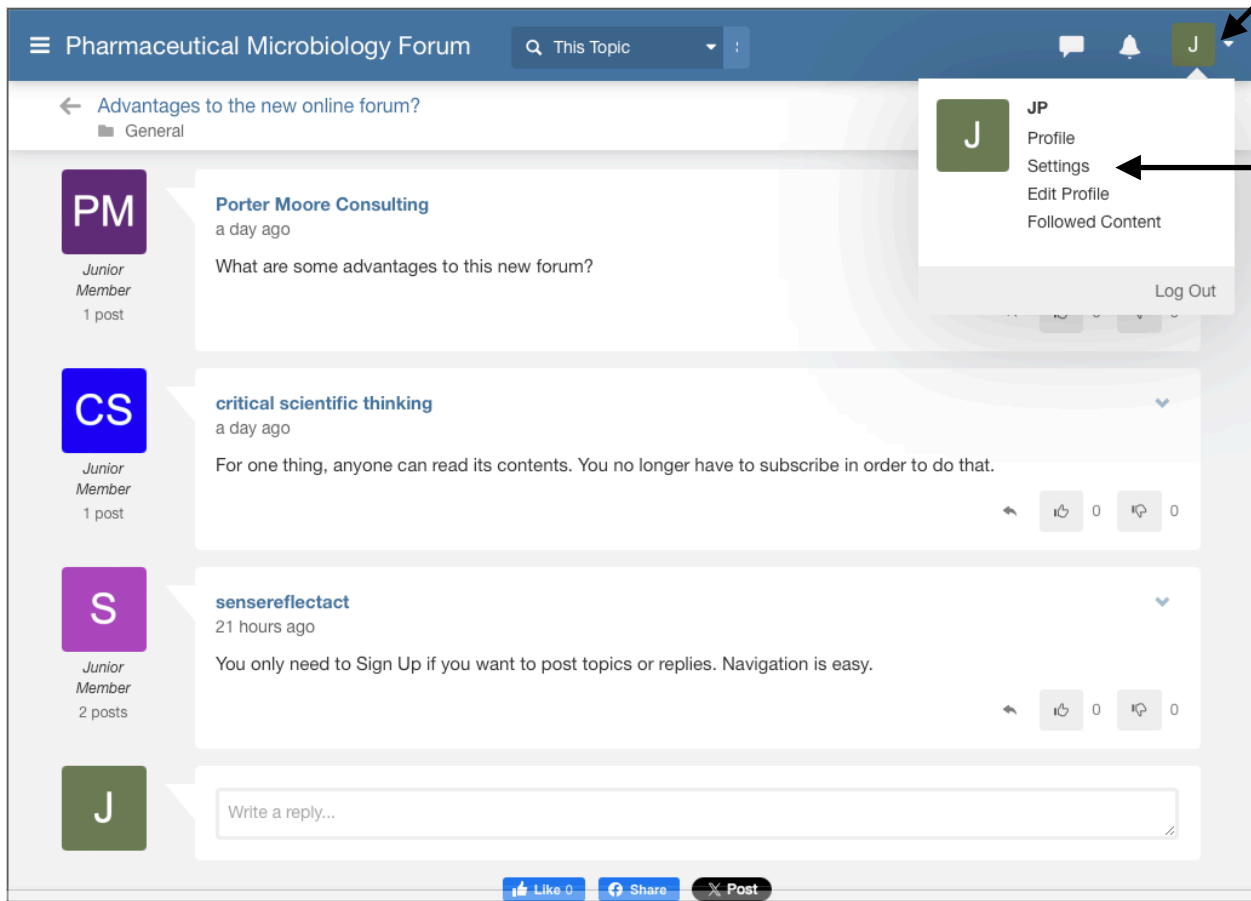 Pharmaceutical Microbiology Forum
This Topic
J
Advantages to the new online forum?
General
J
JP
Profile
Settings
Edit Profile
Followed Content
Log Out
PM
Junior
Member
1 post
Porter Moore Consulting
a day ago
What are some advantages to this new forum?
CS
Junior
Member
1 post
critical scientific thinking
a day ago
For one thing, anyone can read its contents. You no longer have to subscribe in order to do that.
0 0
S
Junior
Member
2 posts
sensereflectact
21 hours ago
You only need to Sign Up if you want to post topics or replies. Navigation is easy.
0 0
J
Write a reply...
Like 0 Share X Post